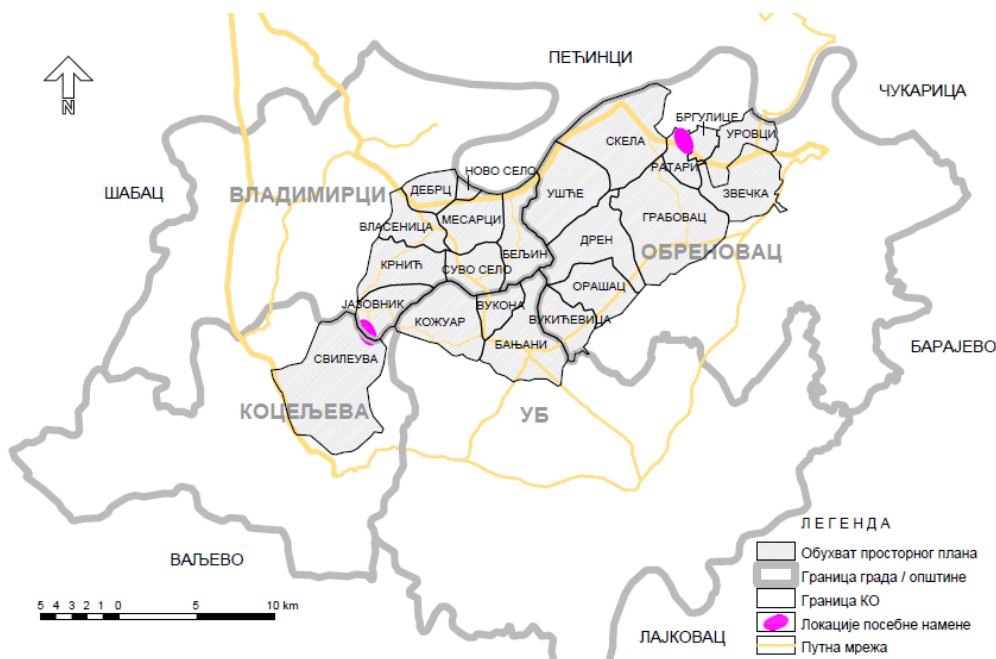 ПЕЋИНЦИ
ЧУКАРИЦА
N
БРГУЛИЦЕ
СКЕЛА
УРОВЦИ
НОВО СЕЛО
РАТАРИ
ШАБАЦ
ВЛАДИМИРЦИ
ДЕБРЦ
УШЋЕ
ЗВЕЧКА
МЕСАРЦИ
ГРАБОВАЦ
ВЛАСЕНИЦА
ДРЕН
БЕЉИН
ОБРЕНОВАЦ
КРНИЋ
СУВО СЕЛО
ОРАШАЦ
ЈАЗОВНИК
ВУКОНА
КОЖУАР
ВУКИЋЕВИЦА
БАЊАНИ
БАРАЈЕВО
СВИЛЕУВА
КОЦЕЉЕВА
УБ
ЛЕГЕНДА
Обухват просторног плана
ВАЉЕВО
Граница града / општине
5 4 3 2 1 0 5 10 km
Граница КО
Локације посебне намене
ЛАЈКОВАЦ
Путна мрежа